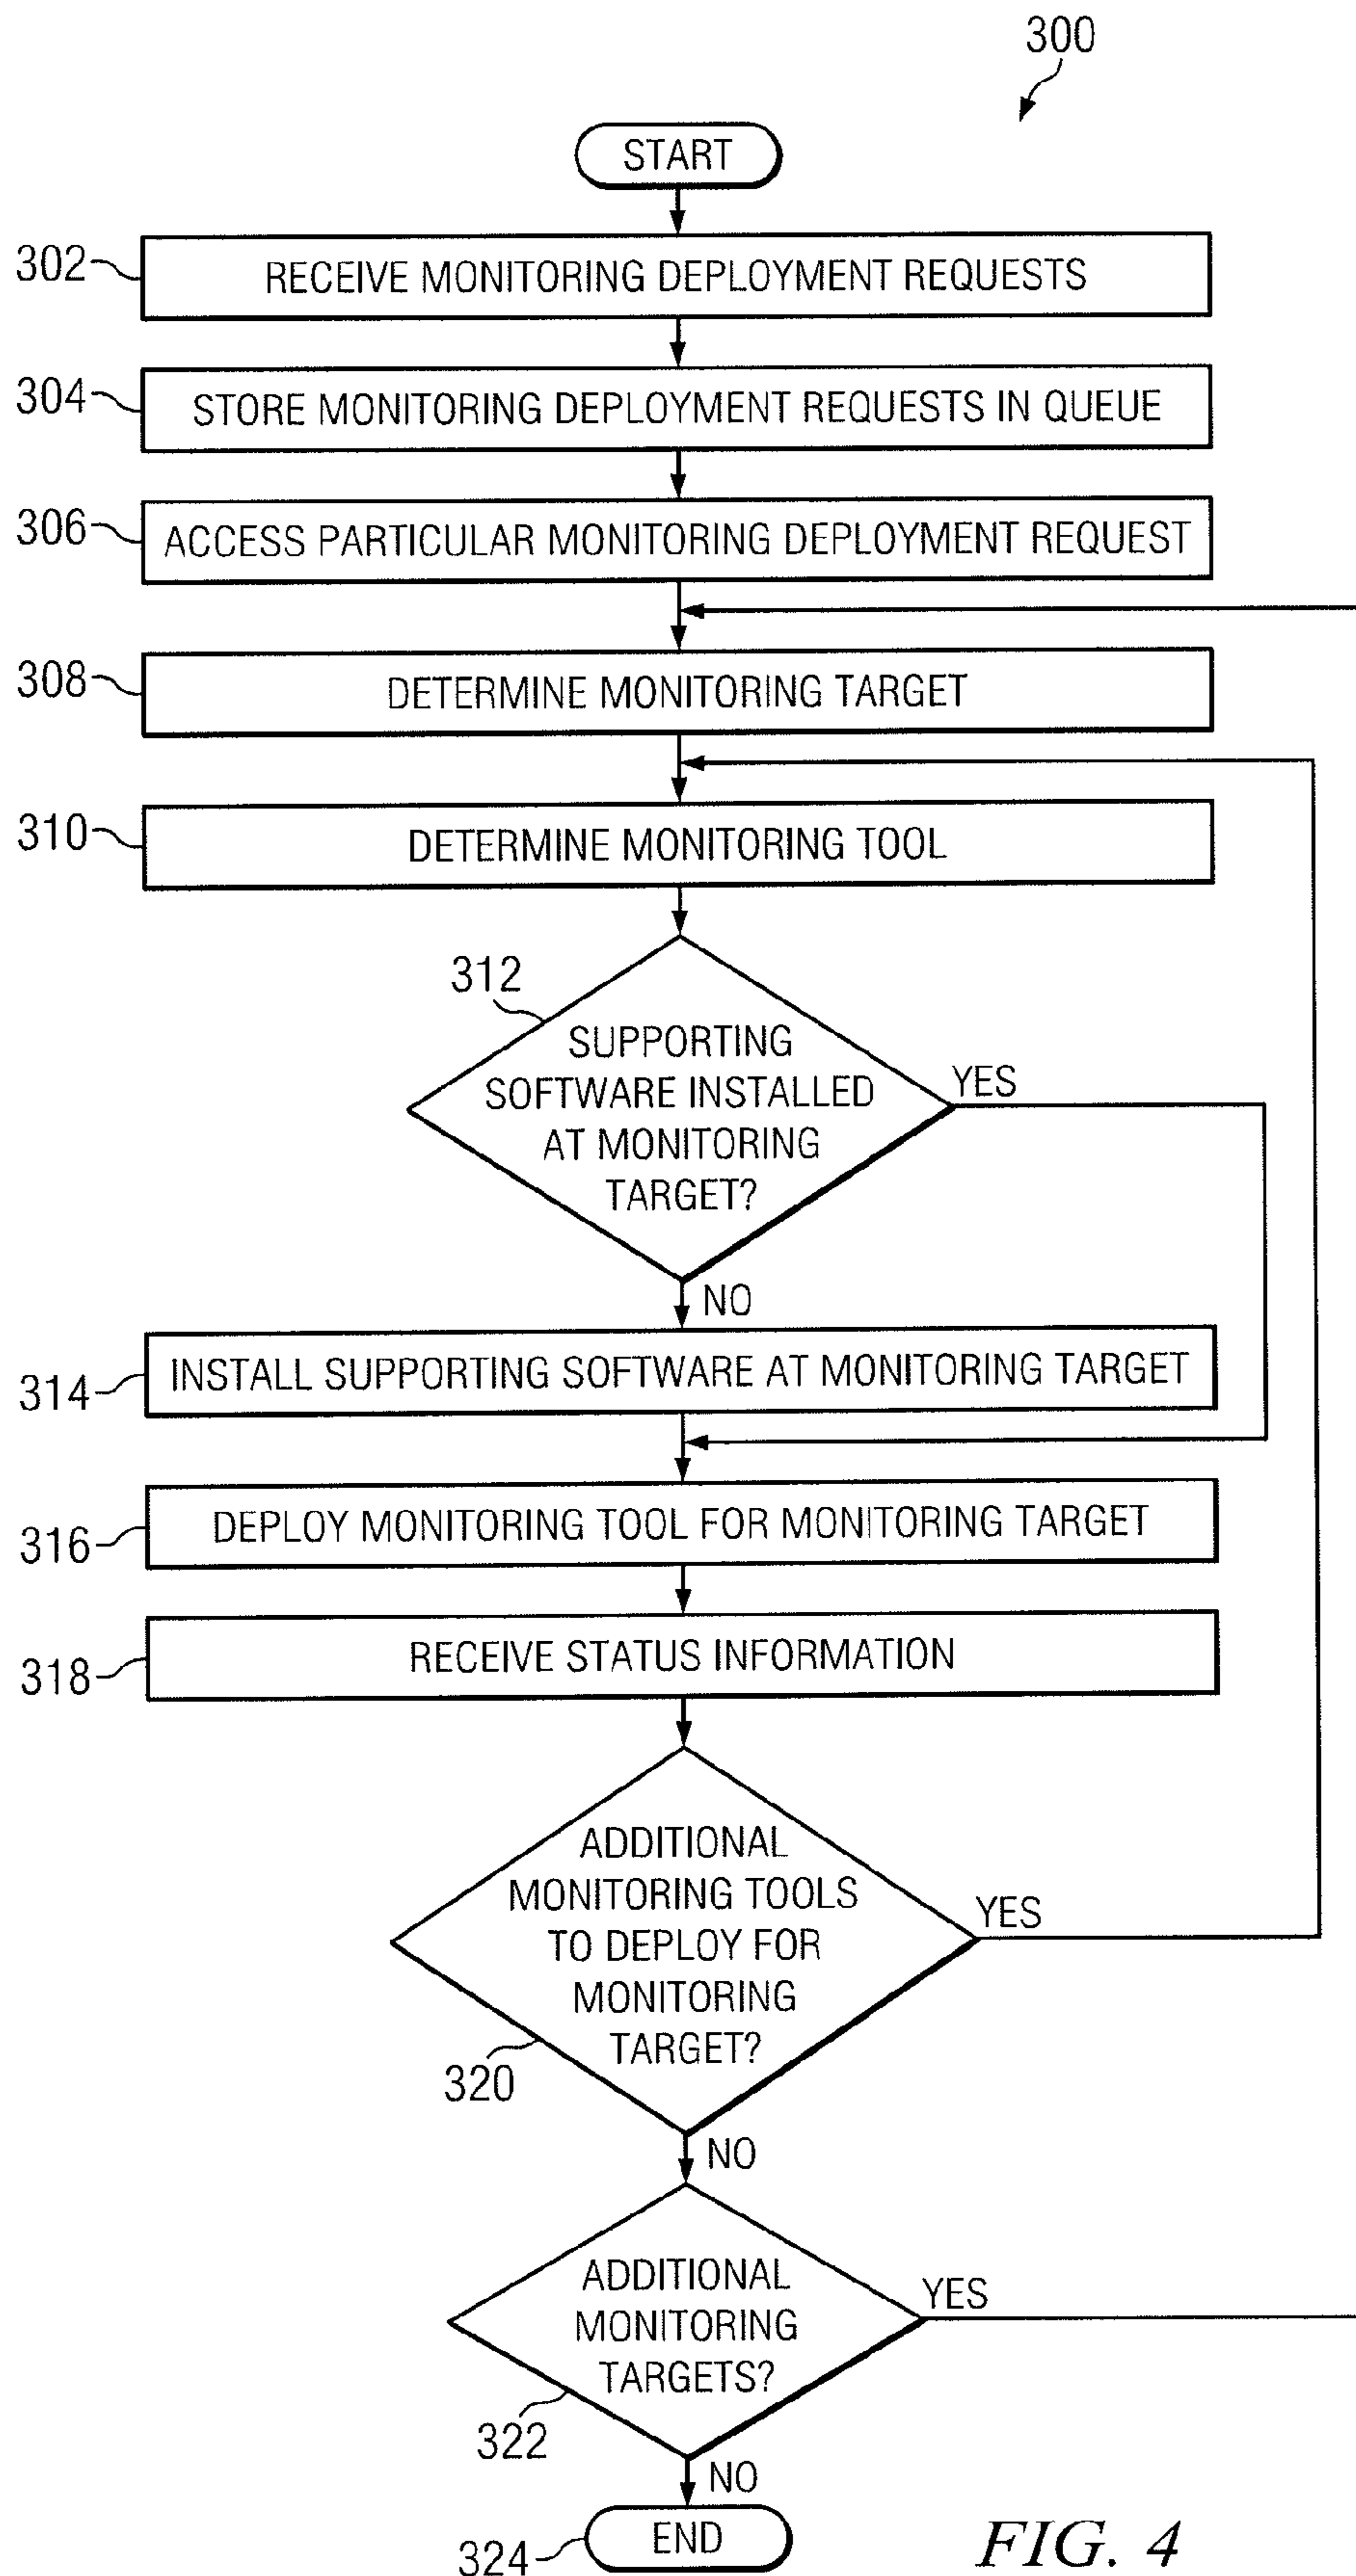 300
START
302
RECEIVE MONITORING DEPLOYMENT REQUESTS
304
STORE MONITORING DEPLOYMENT REQUESTS IN QUEUE
306
ACCESS PARTICULAR MONITORING DEPLOYMENT REQUEST
308
DETERMINE MONITORING TARGET
310
DETERMINE MONITORING TOOL
312
SUPPORTING
SOFTWARE INSTALLED
AT MONITORING
TARGET?
YES
NO
314
INSTALL SUPPORTING SOFTWARE AT MONITORING TARGET
316
DEPLOY MONITORING TOOL FOR MONITORING TARGET
318
RECEIVE STATUS INFORMATION
ADDITIONAL
MONITORING TOOLS
TO DEPLOY FOR
MONITORING
TARGET?
YES
320
NO
ADDITIONAL
MONITORING
TARGETS?
YES
322
NO
324
END
FIG. 4